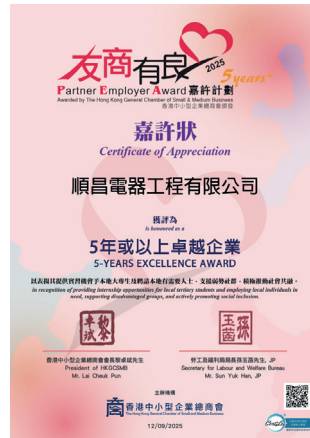 友商有良
2025
5 years+
Partner Employer Award 嘉許計劃
Awarded by The Hong Kong General Chamber of Small & Medium Business
香港中小型企業總商會頒發
嘉許狀
Certificate of Appreciation
順昌電器工程有限公司
獲評為
is honoured as a
5年或以上卓越企業
5-YEARS EXCELLENCE AWARD
以表揚其提供實習機會予本地大專生及聘請本地有需要人士，支援弱勢社群，積極推動社會共融。
in recognition of providing internship opportunities for local tertiary students and employing local individuals in
need, supporting disadvantaged groups, and actively promoting social inclusion.
香港中小型企業總商會會長黎卓斌先生
President of HKGCSMB
Mr. Lai Cheuk Pun
勞工及福利局局長孫玉菡先生, JP
Secretary for Labour and Welfare Bureau
Mr. Sun Yuk Han, JP
主辦機構
香港中小型企業總商會
The Hong Kong General Chamber of Small and Medium Business
12/09/2025